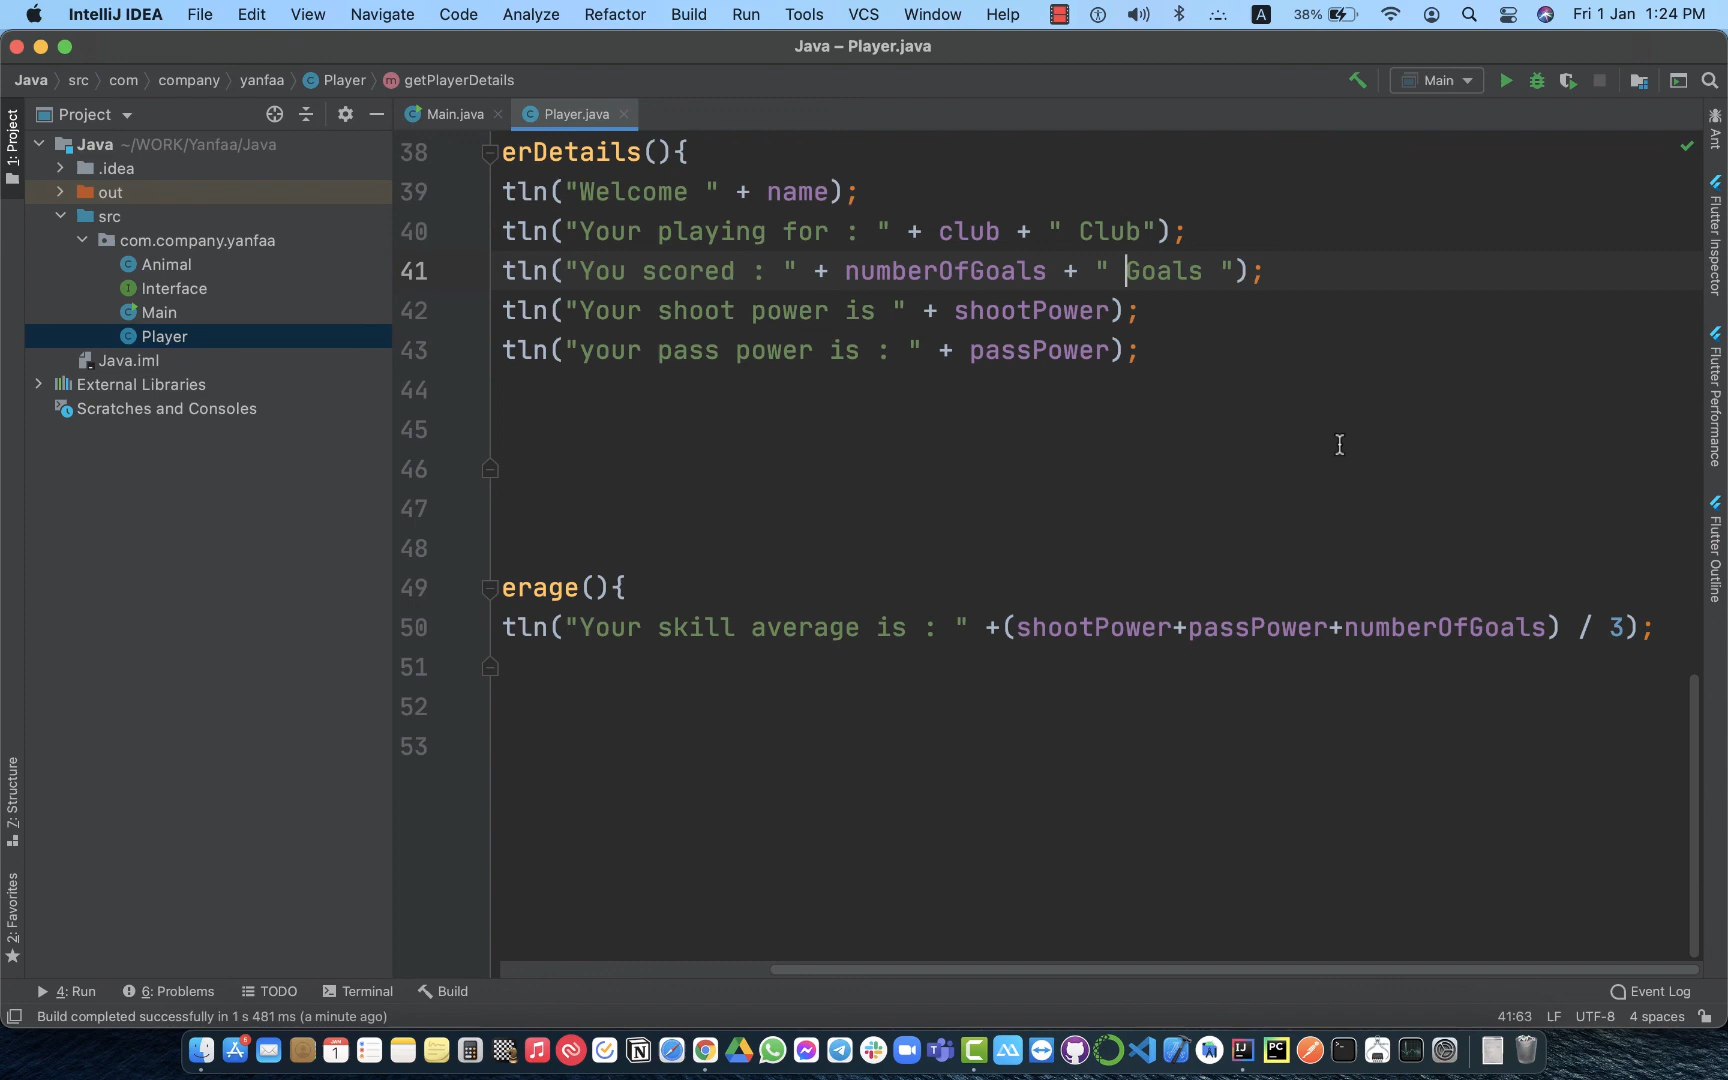 IntelliJ IDEA File Edit View Navigate Code Analyze Refactor Build Run Tools VCS Window Help A 38% Fri 1 Jan 1:24 PM
Java – Player.java
Java src com company yanfaa C Player m getPlayerDetails Main
Project C Main.java C Player.java
Java ~/WORK/Yanfaa/Java
.idea
out
src
com.company.yanfaa
C Animal
I Interface
C Main
C Player
Java.iml
External Libraries
Scratches and Consoles
1: Project
Z: Structure
2: Favorites
38 erDetails(){
39 tln("Welcome " + name);
40 tln("Your playing for : " + club + " Club");
41 tln("You scored : " + numberOfGoals + " Goals ");
42 tln("Your shoot power is " + shootPower);
43 tln("your pass power is : " + passPower);
44
45
46
47
48
49 erage(){
50 tln("Your skill average is : " +(shootPower+passPower+numberOfGoals) / 3);
51
52
53
Ant
Flutter Inspector
Flutter Performance
Flutter Outline
4: Run 6: Problems TODO Terminal Build Event Log
Build completed successfully in 1 s 481 ms (a minute ago) 41:63 LF UTF-8 4 spaces